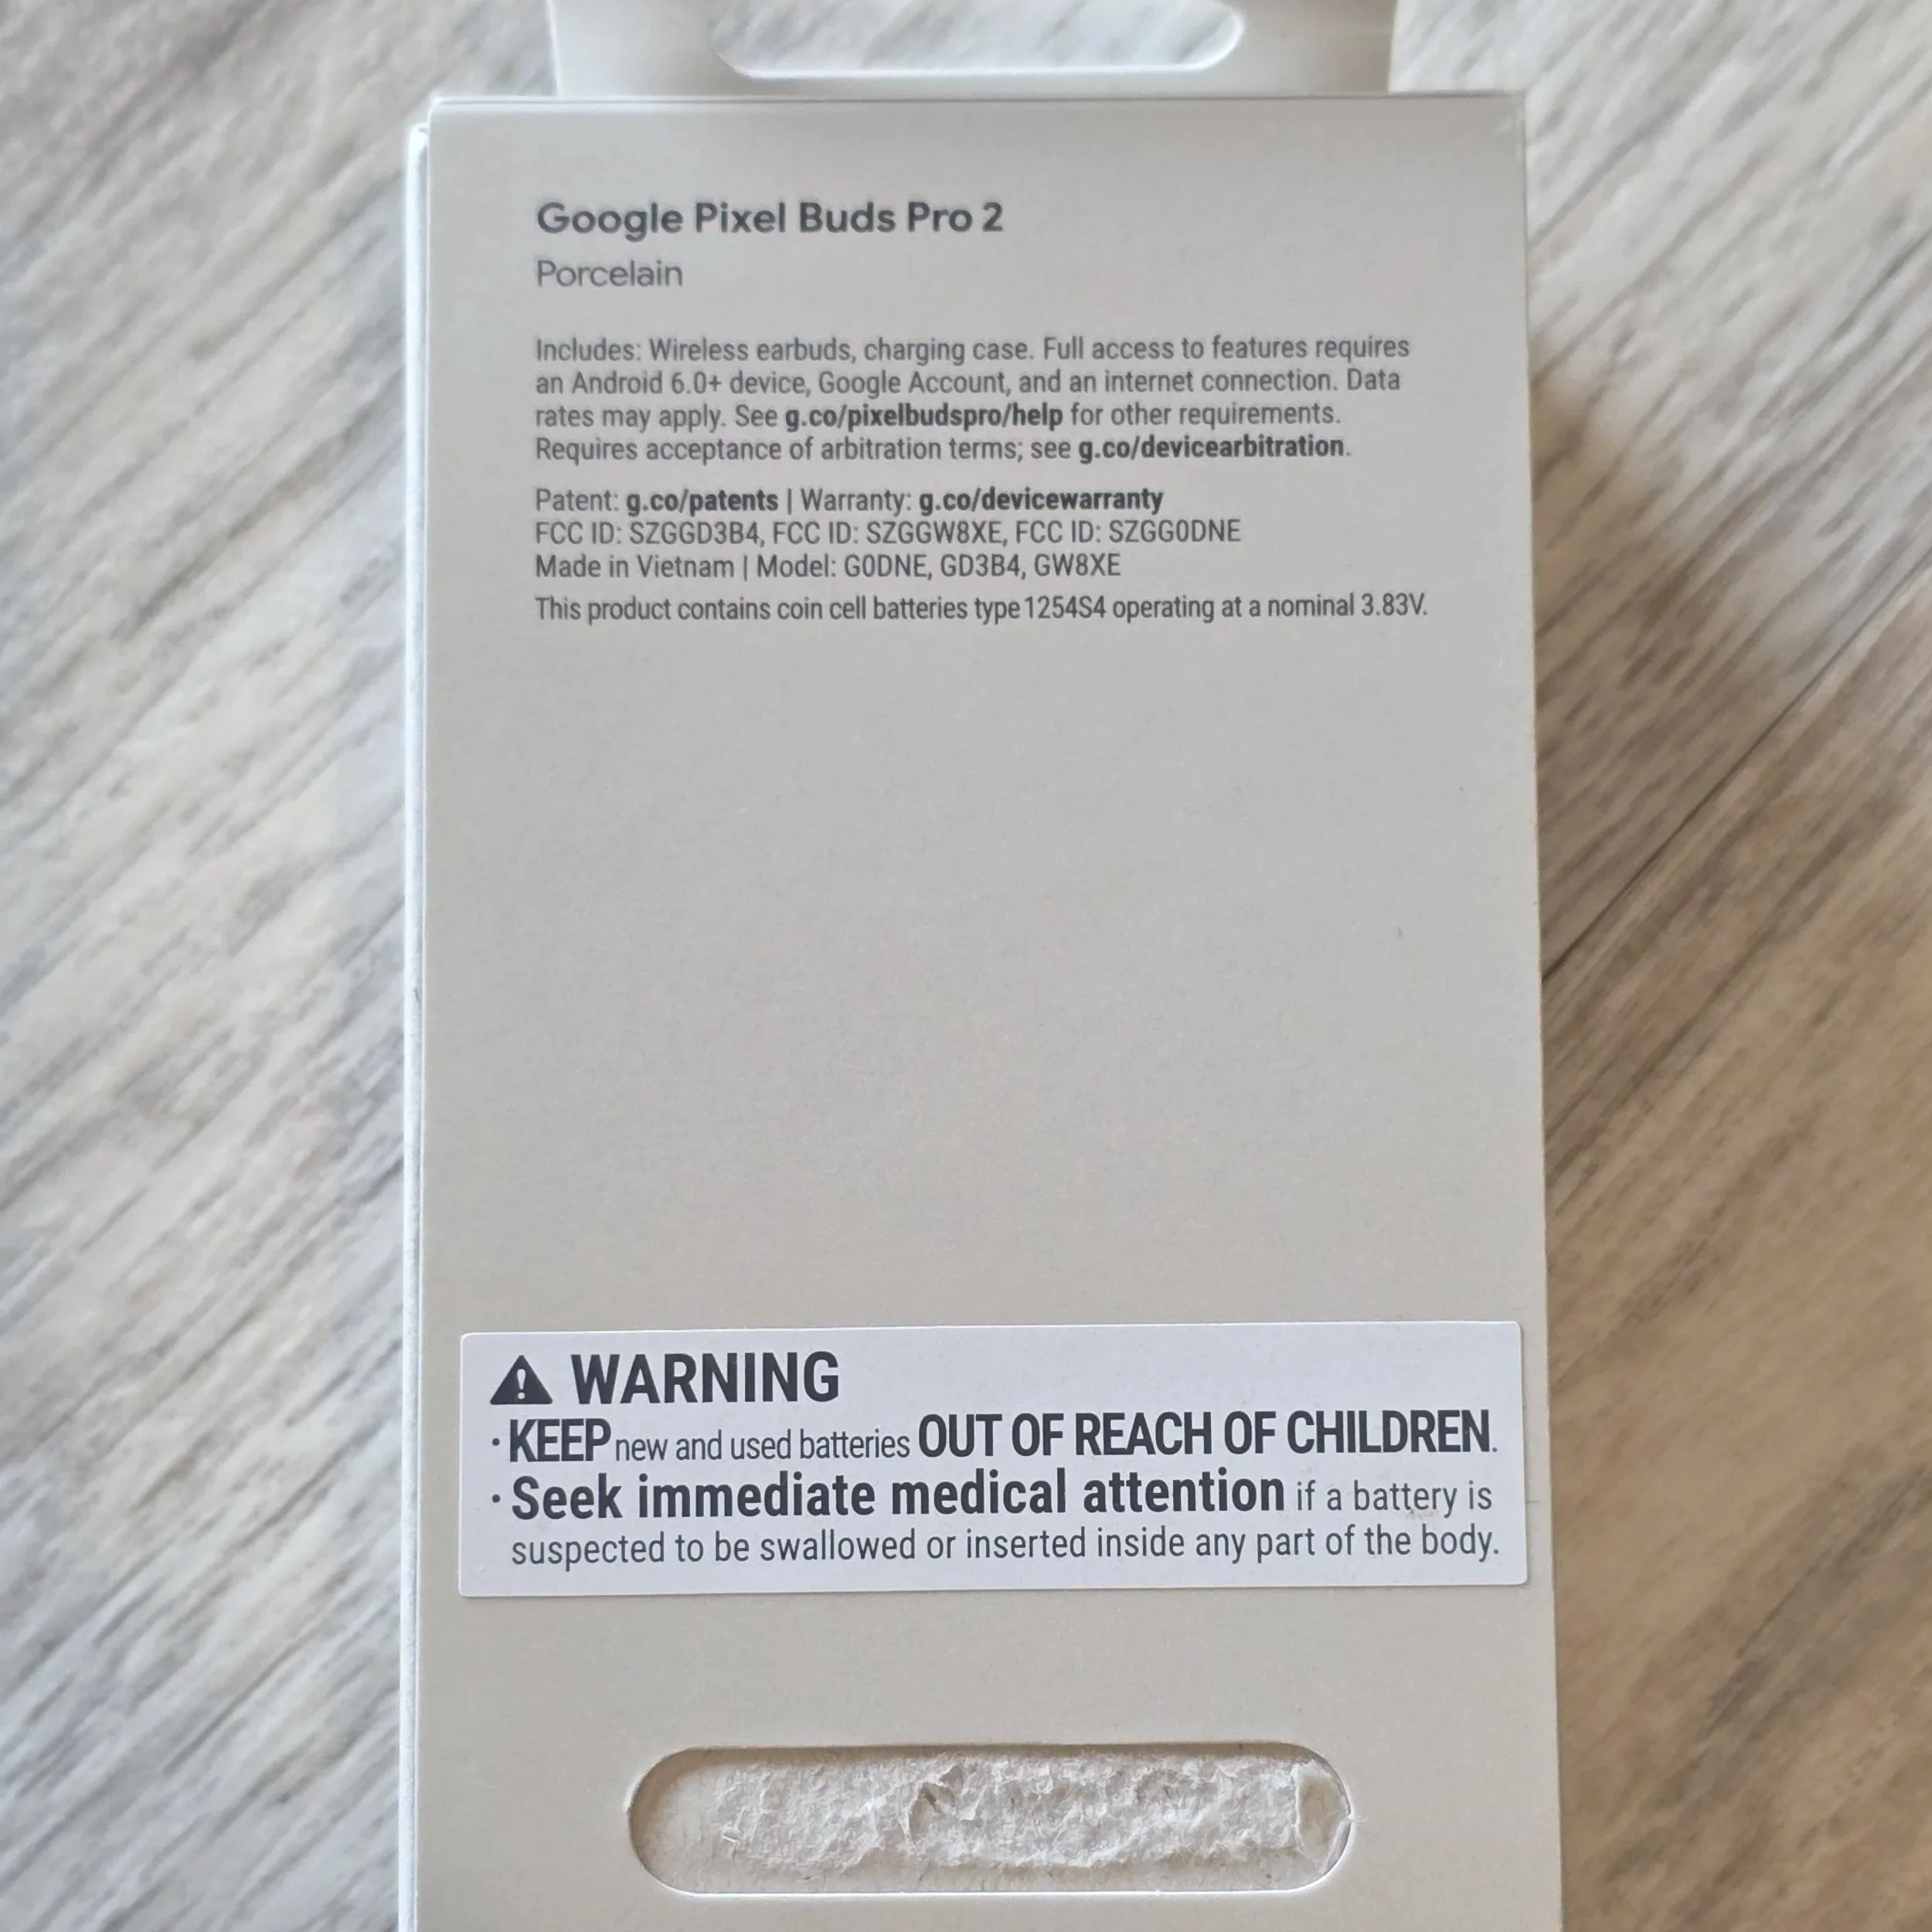 Google Pixel Buds Pro 2
Porcelain
Includes: Wireless earbuds, charging case. Full access to features requires
an Android 6.0+ device, Google Account, and an internet connection. Data
rates may apply. See g.co/pixelbudspro/help for other requirements.
Requires acceptance of arbitration terms; see g.co/devicearbitration.
Patent: g.co/patents | Warranty: g.co/devicewarranty
FCC ID: SZGGD3B4, FCC ID: SZGGW8XE, FCC ID: SZGG0DNE
Made in Vietnam | Model: G0DNE, GD3B4, GW8XE
This product contains coin cell batteries type 1254S4 operating at a nominal 3.83V.
⚠ WARNING
· KEEP new and used batteries OUT OF REACH OF CHILDREN.
· Seek immediate medical attention if a battery is
suspected to be swallowed or inserted inside any part of the body.